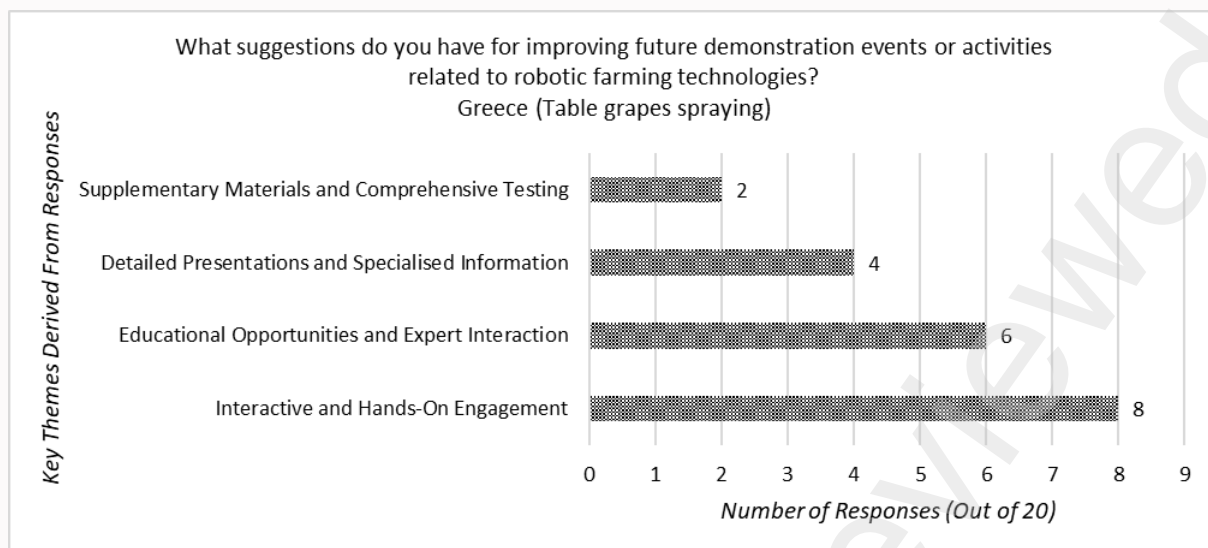 What suggestions do you have for improving future demonstration events or activities
related to robotic farming technologies?
Greece (Table grapes spraying)
Key Themes Derived From Responses
Supplementary Materials and Comprehensive Testing
2
Detailed Presentations and Specialised Information
4
Educational Opportunities and Expert Interaction
6
Interactive and Hands-On Engagement
8
0 1 2 3 4 5 6 7 8 9
Number of Responses (Out of 20)